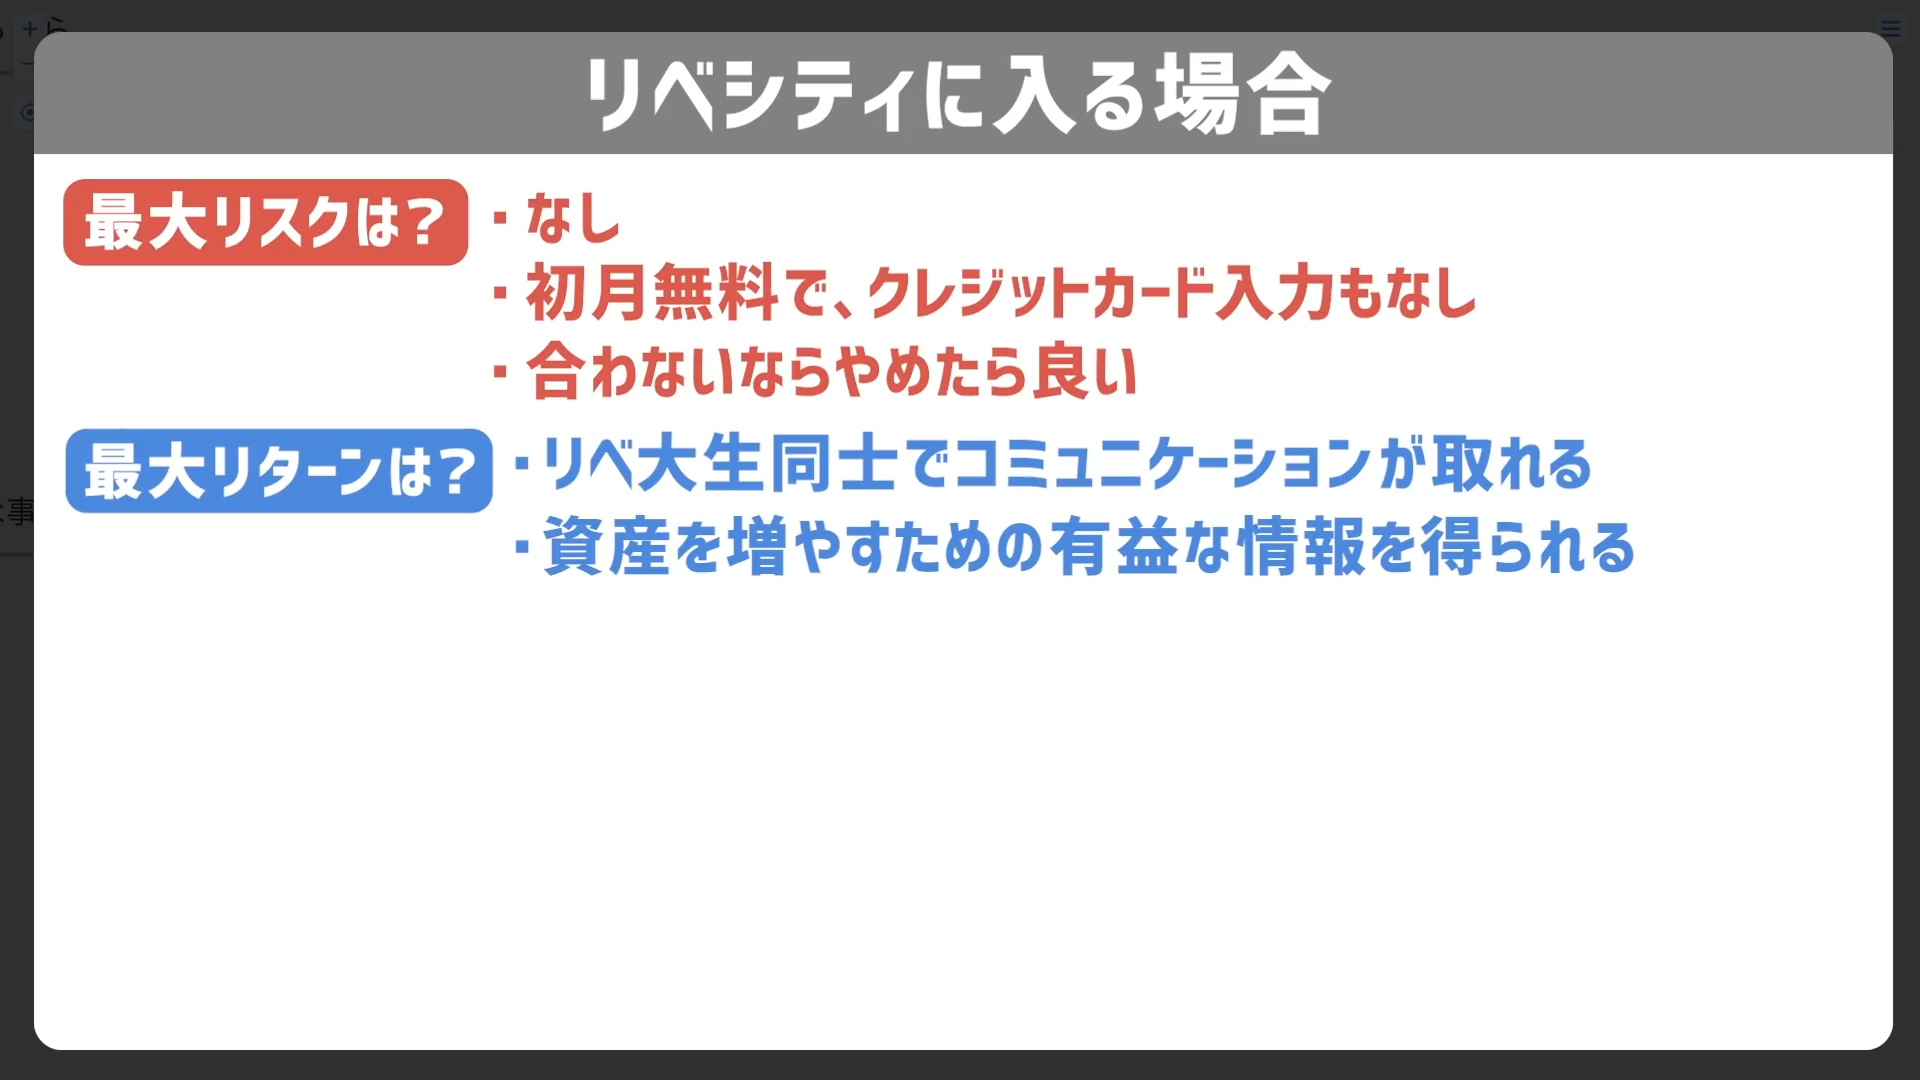 ら
リベシティに入る場合
最大リスクは？
・なし
・初月無料で、クレジットカード入力もなし
・合わないならやめたら良い
最大リターンは？
・リベ大生同士でコミュニケーションが取れる
・資産を増やすための有益な情報を得られる
事